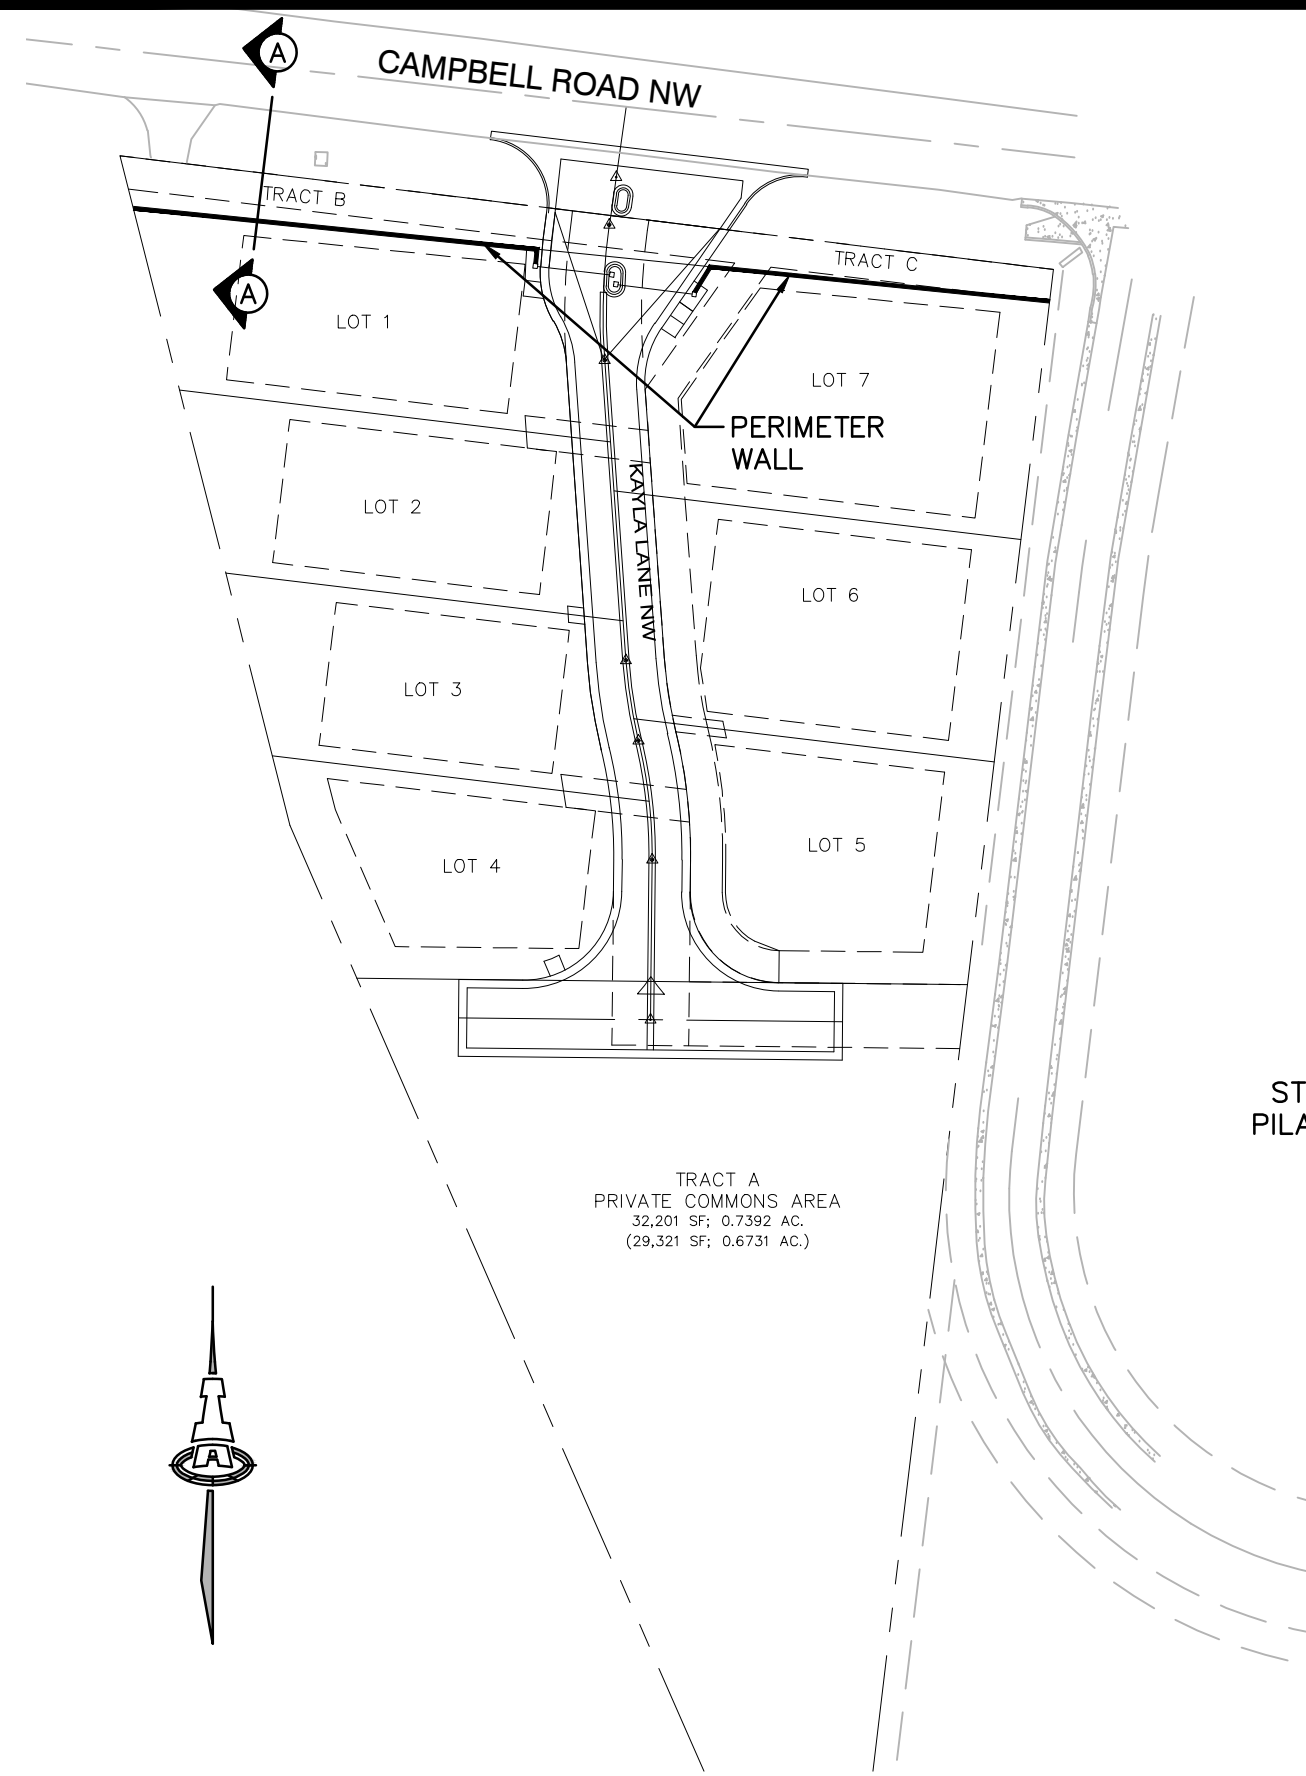 A
CAMPBELL ROAD NW
TRACT B
TRACT C
A
LOT 1
LOT 7
PERIMETER
WALL
KAYLA LANE NW
LOT 2
LOT 6
LOT 3
LOT 5
LOT 4
ST
PILA
TRACT A
PRIVATE COMMONS AREA
32,201 SF; 0.7392 AC.
(29,321 SF; 0.6731 AC.)
A